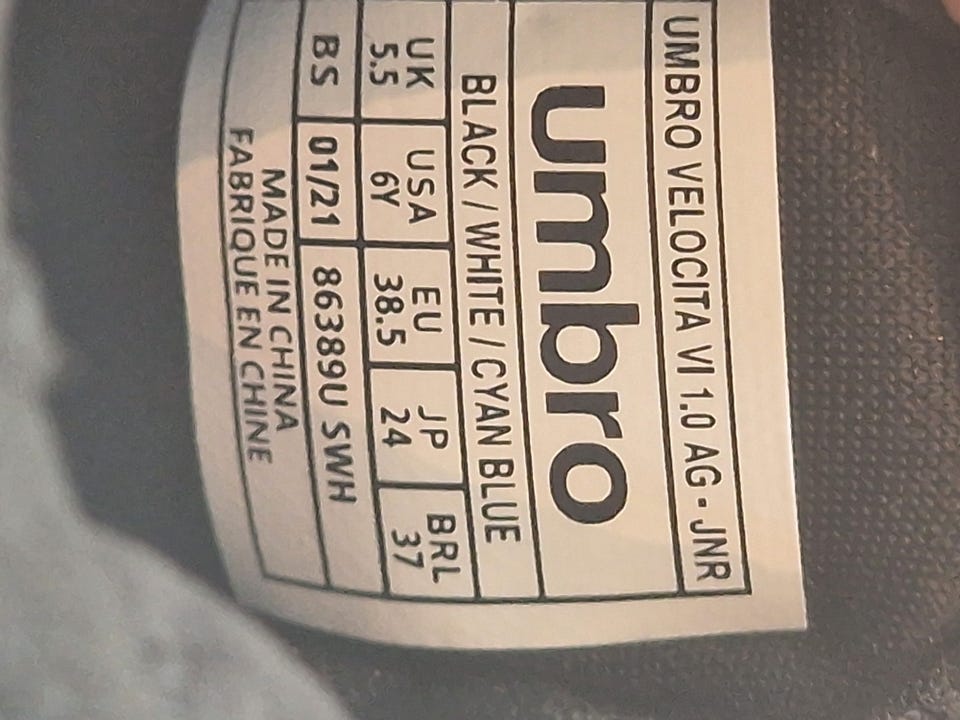 UMBRO VELOCITA VI 1.0 AG - JNR
umbro
BLACK / WHITE / CYAN BLUE
UK USA EU JP BRL
5.5 6Y 38.5 24 37
BS 01/21 86389U SWH
MADE IN CHINA
FABRIQUE EN CHINE